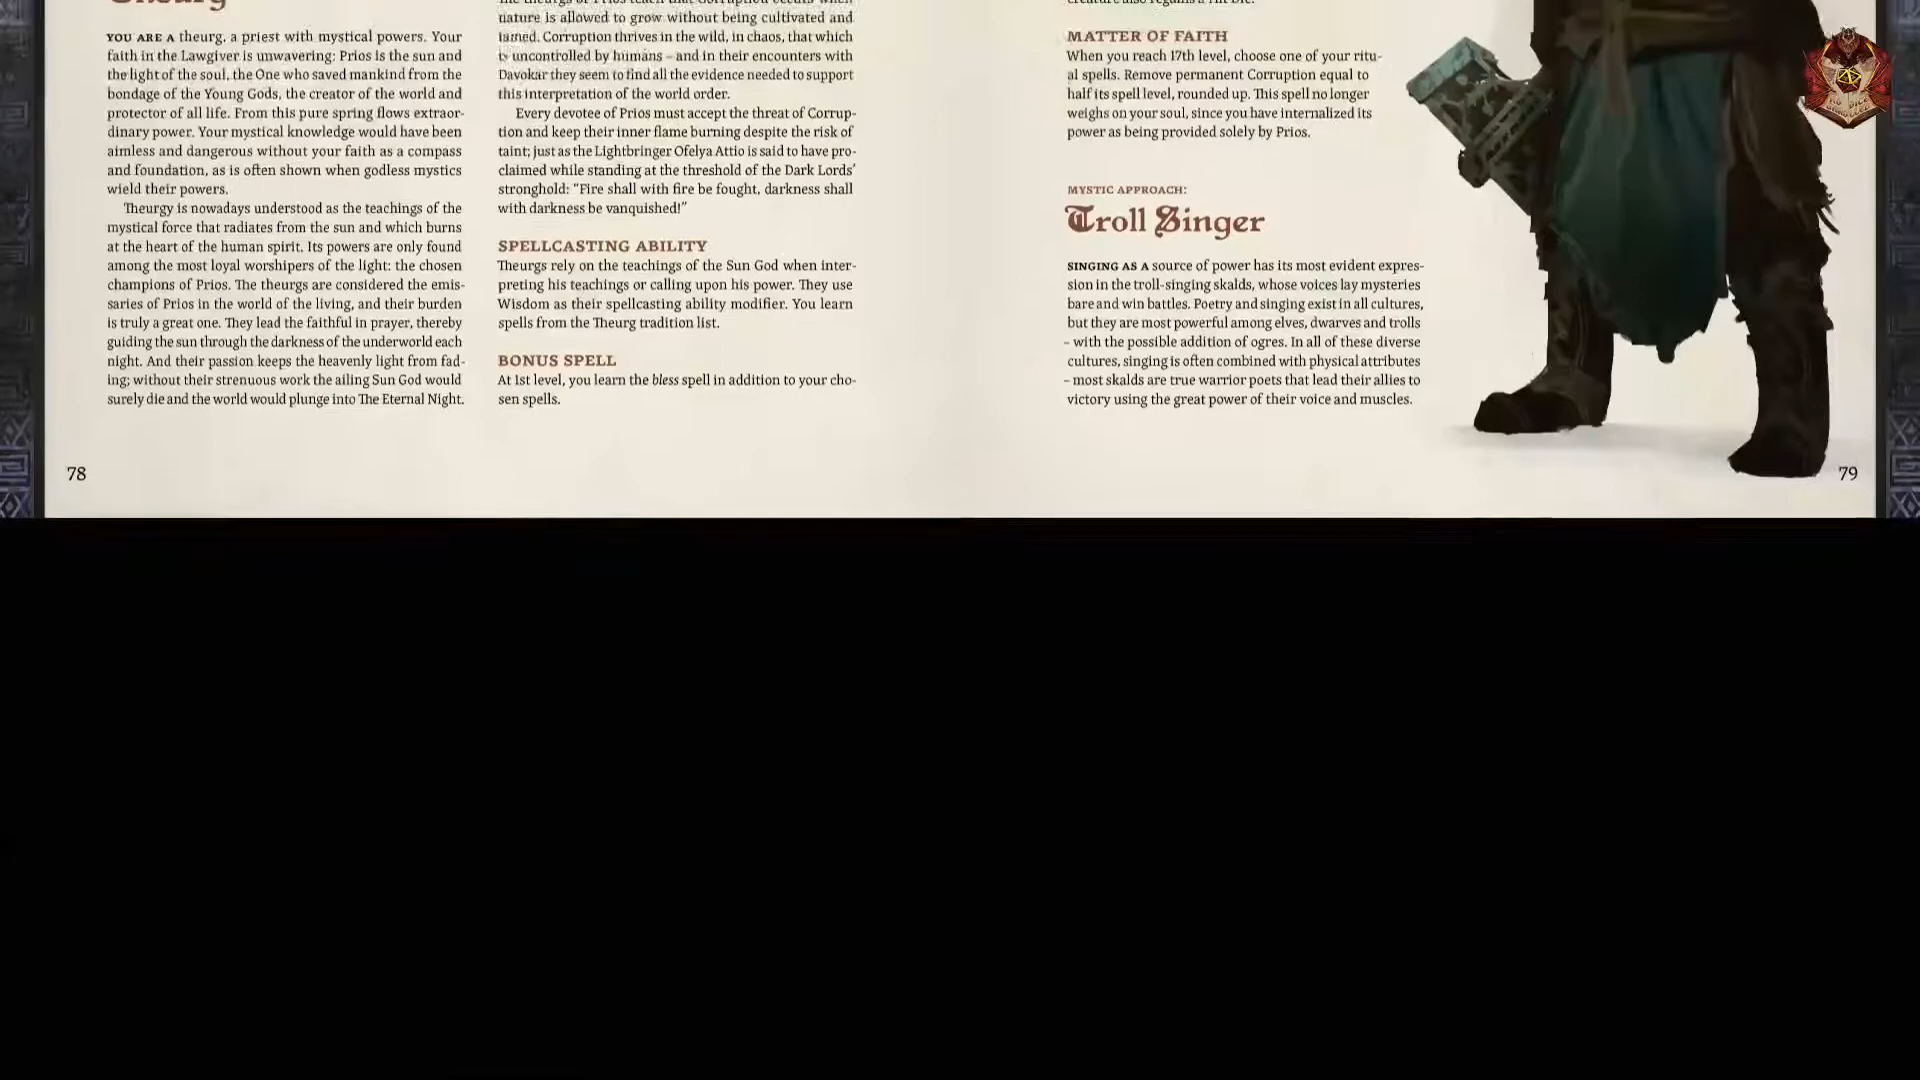 Theurg
YOU ARE A theurg, a priest with mystical powers. Your
faith in the Lawgiver is unwavering: Prios is the sun and
the light of the soul, the One who saved mankind from the
bondage of the Young Gods, the creator of the world and
protector of all life. From this pure spring flows extraor-
dinary power. Your mystical knowledge would have been
aimless and dangerous without your faith as a compass
and foundation, as is often shown when godless mystics
wield their powers.
Theurgy is nowadays understood as the teachings of the
mystical force that radiates from the sun and which burns
at the heart of the human spirit. Its powers are only found
among the most loyal worshipers of the light: the chosen
champions of Prios. The theurgs are considered the emis-
saries of Prios in the world of the living, and their burden
is truly a great one. They lead the faithful in prayer, thereby
guiding the sun through the darkness of the underworld each
night. And their passion keeps the heavenly light from fad-
ing; without their strenuous work the ailing Sun God would
surely die and the world would plunge into The Eternal Night.
78
the theurgs of Prios teach that Corruption occurs when
nature is allowed to grow without being cultivated and
tamed. Corruption thrives in the wild, in chaos, that which
is uncontrolled by humans – and in their encounters with
Davokar they seem to find all the evidence needed to support
this interpretation of the world order.
Every devotee of Prios must accept the threat of Corrup-
tion and keep their inner flame burning despite the risk of
taint; just as the Lightbringer Ofelya Attio is said to have pro-
claimed while standing at the threshold of the Dark Lords'
stronghold: "Fire shall with fire be fought, darkness shall
with darkness be vanquished!"
SPELLCASTING ABILITY
Theurgs rely on the teachings of the Sun God when inter-
preting his teachings or calling upon his power. They use
Wisdom as their spellcasting ability modifier. You learn
spells from the Theurg tradition list.
BONUS SPELL
At 1st level, you learn the bless spell in addition to your cho-
sen spells.
creature also regains a Hit Die.
MATTER OF FAITH
When you reach 17th level, choose one of your ritu-
al spells. Remove permanent Corruption equal to
half its spell level, rounded up. This spell no longer
weighs on your soul, since you have internalized its
power as being provided solely by Prios.
MYSTIC APPROACH:
Troll Singer
SINGING AS A source of power has its most evident expres-
sion in the troll-singing skalds, whose voices lay mysteries
bare and win battles. Poetry and singing exist in all cultures,
but they are most powerful among elves, dwarves and trolls
– with the possible addition of ogres. In all of these diverse
cultures, singing is often combined with physical attributes
– most skalds are true warrior poets that lead their allies to
victory using the great power of their voice and muscles.
79